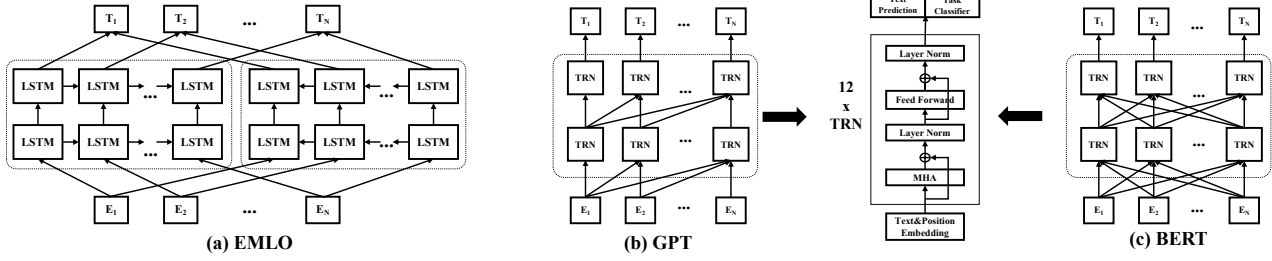 T1 T2 ... TN
LSTM LSTM ... LSTM LSTM LSTM ... LSTM
LSTM LSTM ... LSTM LSTM LSTM ... LSTM
E1 E2 ... EN
(a) EMLO
T1 T2 ... TN
TRN TRN ... TRN
TRN TRN ... TRN
E1 E2 ... EN
(b) GPT
12
x
TRN
Text Task
Prediction Classifier
Layer Norm
Feed Forward
Layer Norm
MHA
Text&Position
Embedding
T1 T2 ... TN
TRN TRN ... TRN
TRN TRN ... TRN
E1 E2 ... EN
(c) BERT